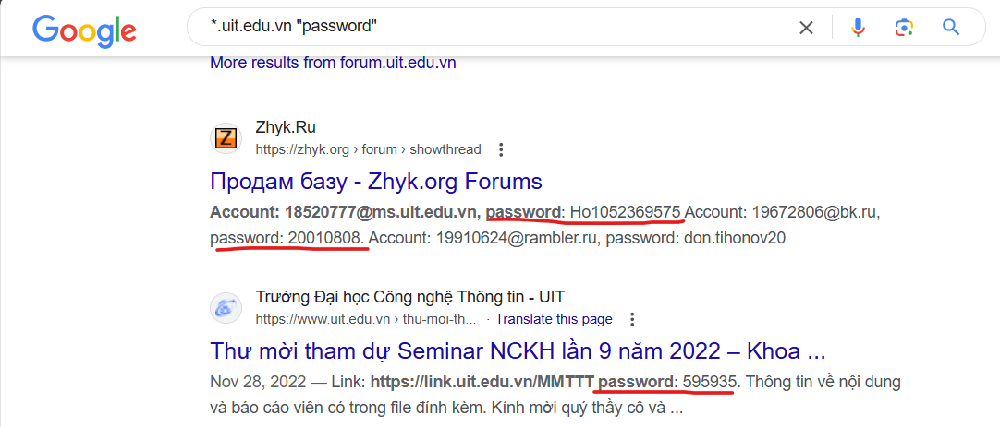 Google
*.uit.edu.vn "password"
More results from forum.uit.edu.vn
Z
Zhyk.Ru
https://zhyk.org › forum › showthread
Продам базу - Zhyk.org Forums
Account: 18520777@ms.uit.edu.vn, password: Ho1052369575 Account: 19672806@bk.ru,
password: 20010808. Account: 19910624@rambler.ru, password: don.tihonov20
Trường Đại học Công nghệ Thông tin - UIT
https://www.uit.edu.vn › thu-moi-th... · Translate this page
Thư mời tham dự Seminar NCKH lần 9 năm 2022 – Khoa ...
Nov 28, 2022 — Link: https://link.uit.edu.vn/MMTTT password: 595935. Thông tin về nội dung
và báo cáo viên có trong file đính kèm. Kính mời quý thầy cô và ...